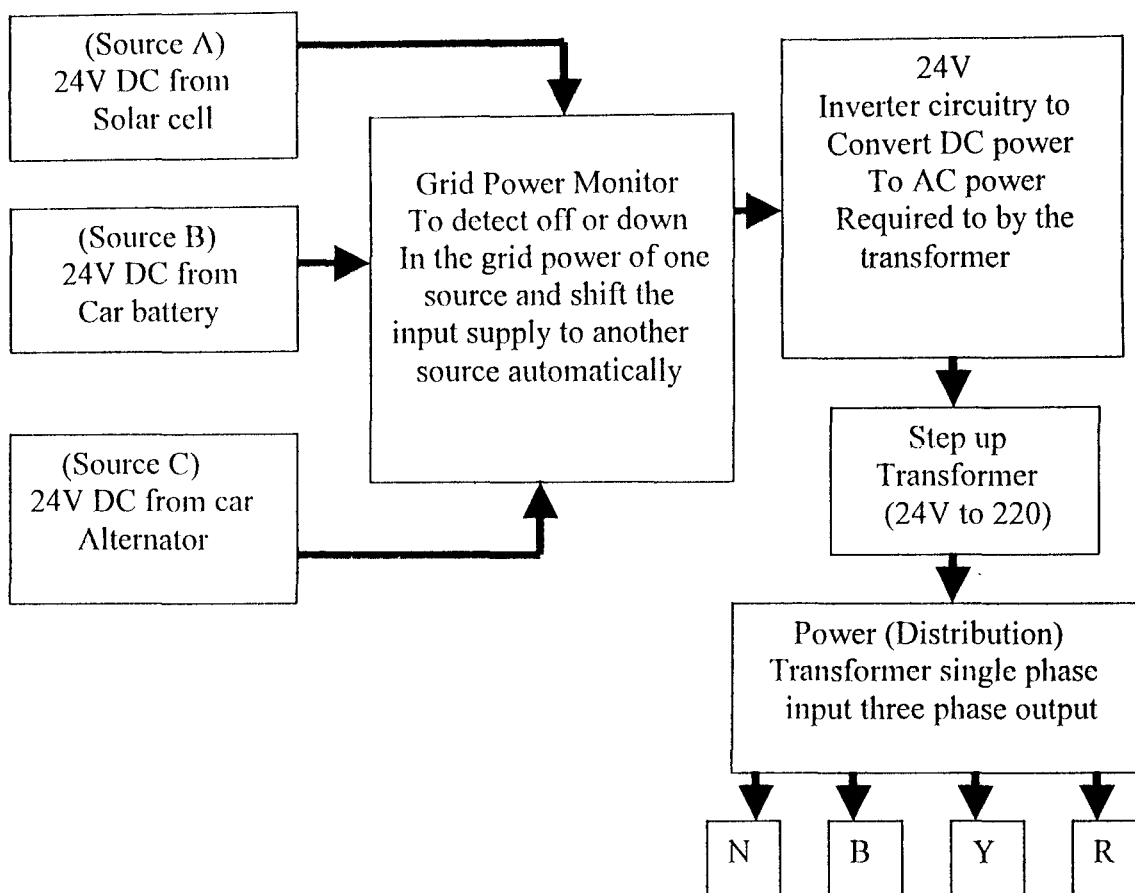 (Source A)
24V DC from
Solar cell
(Source B)
24V DC from
Car battery
(Source C)
24V DC from car
Alternator
Grid Power Monitor
To detect off or down
In the grid power of one
source and shift the
input supply to another
source automatically
24V
Inverter circuitry to
Convert DC power
To AC power
Required to by the
transformer
Step up
Transformer
(24V to 220)
Power (Distribution)
Transformer single phase
input three phase output
N B Y R